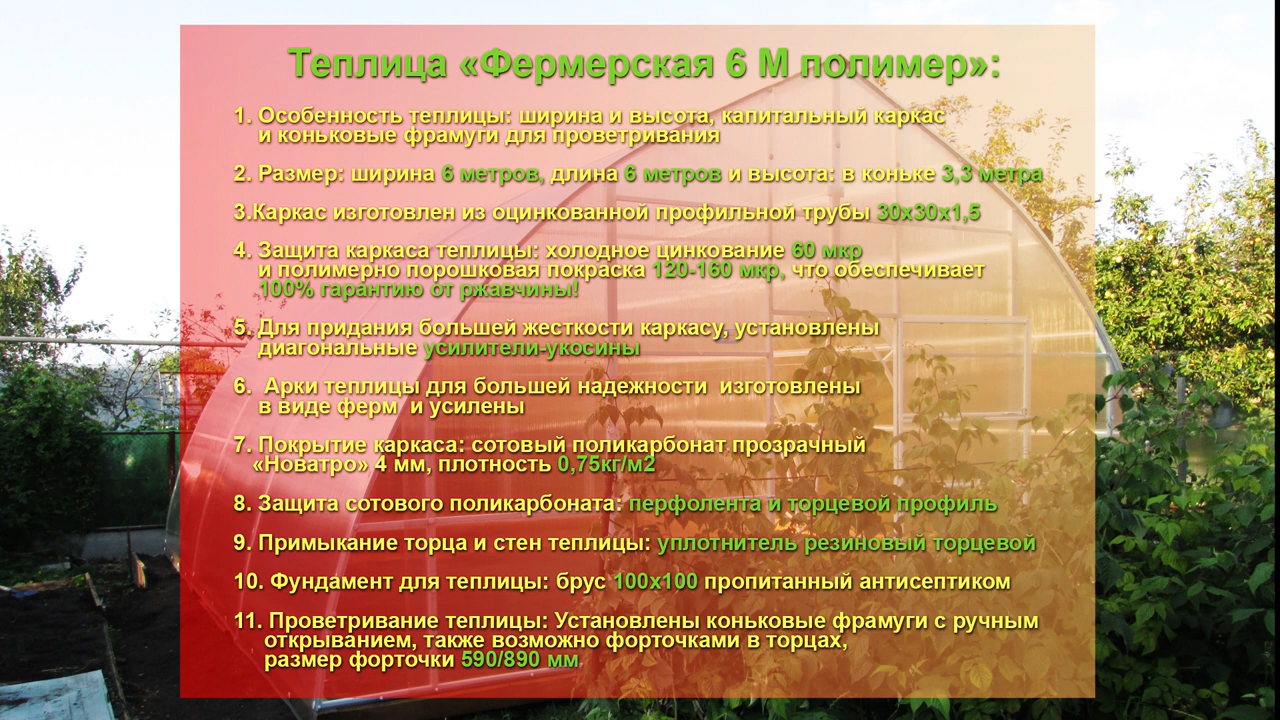 Теплица «Фермерская 6 М полимер»:
1. Особенность теплицы: ширина и высота, капитальный каркас
и коньковые фрамуги для проветривания
2. Размер: ширина 6 метров, длина 6 метров и высота: в коньке 3,3 метра
3.Каркас изготовлен из оцинкованной профильной трубы 30х30х1,5
4. Защита каркаса теплицы: холодное цинкование 60 мкр
и полимерно порошковая покраска 120-160 мкр, что обеспечивает
100% гарантию от ржавчины!
5. Для придания большей жесткости каркасу, установлены
диагональные усилители-укосины
6. Арки теплицы для большей надежности изготовлены
в виде ферм и усилены
7. Покрытие каркаса: сотовый поликарбонат прозрачный
«Новатро» 4 мм, плотность 0,75кг/м2
8. Защита сотового поликарбоната: перфолента и торцевой профиль
9. Примыкание торца и стен теплицы: уплотнитель резиновый торцевой
10. Фундамент для теплицы: брус 100х100 пропитанный антисептиком
11. Проветривание теплицы: Установлены коньковые фрамуги с ручным
открыванием, также возможно форточками в торцах,
размер форточки 590/890 мм